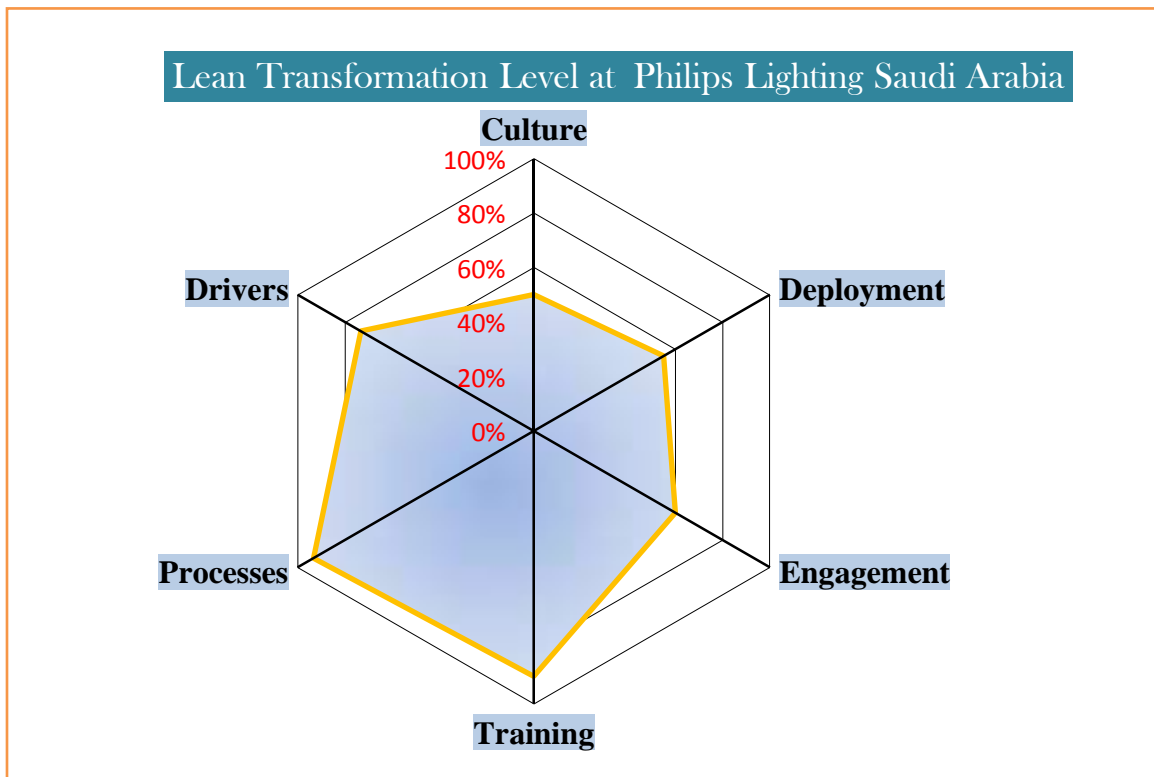 Lean Transformation Level at Philips Lighting Saudi Arabia
Culture
100%
80%
60%
40%
20%
0%
Drivers
Deployment
Processes
Engagement
Training